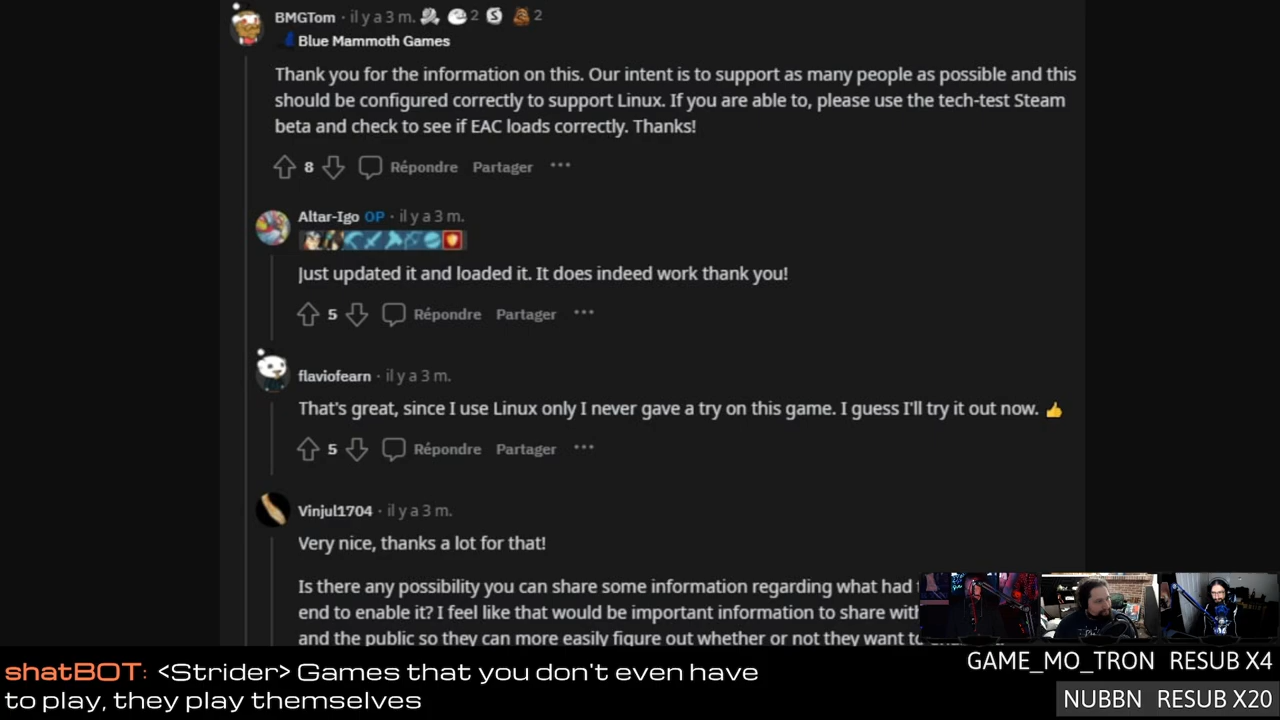 BMGTom · il y a 3 m. 2 2
Blue Mammoth Games
Thank you for the information on this. Our intent is to support as many people as possible and this
should be configured correctly to support Linux. If you are able to, please use the tech-test Steam
beta and check to see if EAC loads correctly. Thanks!
8 Répondre Partager ···
Altar-Igo OP · il y a 3 m.
Just updated it and loaded it. It does indeed work thank you!
5 Répondre Partager ···
flaviofearn · il y a 3 m.
That's great, since I use Linux only I never gave a try on this game. I guess I'll try it out now. 👍
5 Répondre Partager ···
Vinjul1704 · il y a 3 m.
Very nice, thanks a lot for that!
Is there any possibility you can share some information regarding what had
end to enable it? I feel like that would be important information to share with
and the public so they can more easily figure out whether or not they want to
shatBOT: <Strider> Games that you don't even have
to play, they play themselves
GAME_MO_TRON RESUB X4
NUBBN RESUB X20